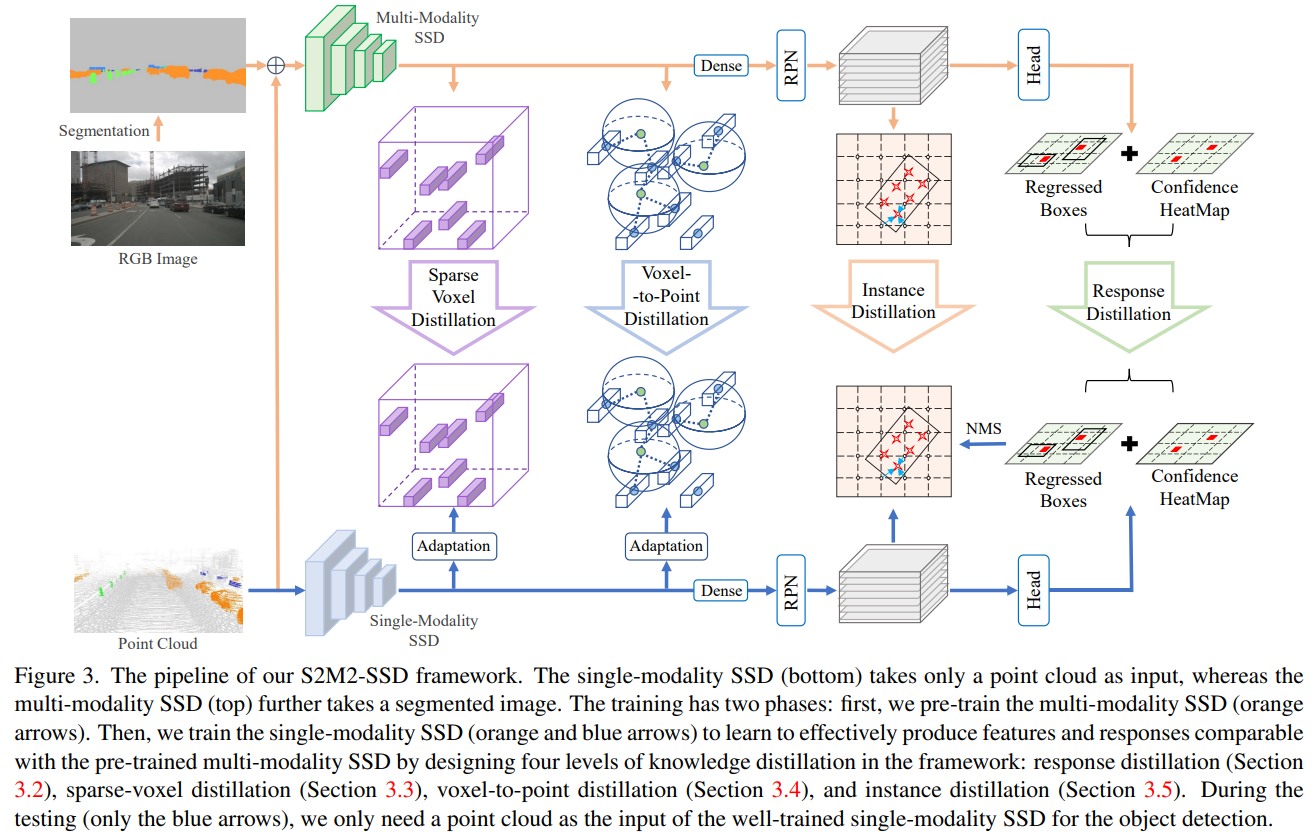 Multi-Modality
SSD
Dense
RPN
Head
Segmentation
RGB Image
Regressed
Boxes
Confidence
HeatMap
Sparse
Voxel
Distillation
Voxel-
-to-Point
Distillation
Instance
Distillation
Response
Distillation
NMS
Regressed
Boxes
Confidence
HeatMap
Adaptation
Adaptation
Point Cloud
Single-Modality
SSD
Dense
RPN
Head
Figure 3. The pipeline of our S2M2-SSD framework. The single-modality SSD (bottom) takes only a point cloud as input, whereas the
multi-modality SSD (top) further takes a segmented image. The training has two phases: first, we pre-train the multi-modality SSD (orange
arrows). Then, we train the single-modality SSD (orange and blue arrows) to learn to effectively produce features and responses comparable
with the pre-trained multi-modality SSD by designing four levels of knowledge distillation in the framework: response distillation (Section
3.2), sparse-voxel distillation (Section 3.3), voxel-to-point distillation (Section 3.4), and instance distillation (Section 3.5). During the
testing (only the blue arrows), we only need a point cloud as the input of the well-trained single-modality SSD for the object detection.